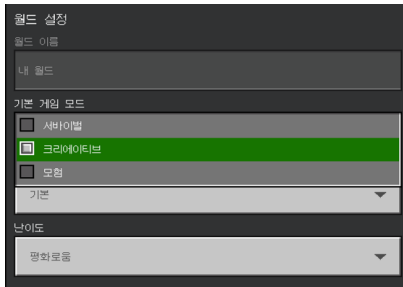 월드 설정
월드 이름
내 월드
기본 게임 모드
서바이벌
크리에이티브
모험
기본
난이도
평화로움